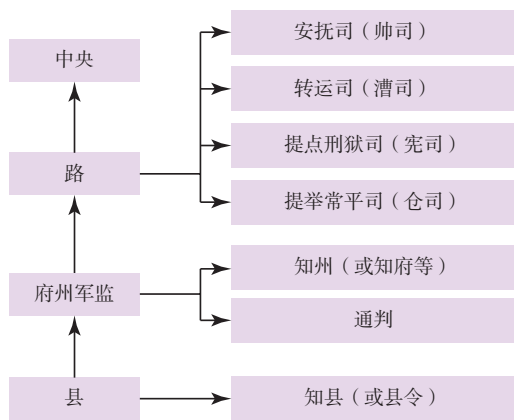 中央
安抚司（帅司）
转运司（漕司）
路
提点刑狱司（宪司）
提举常平司（仓司）
府州军监
知州（或知府等）
通判
县
知县（或县令）